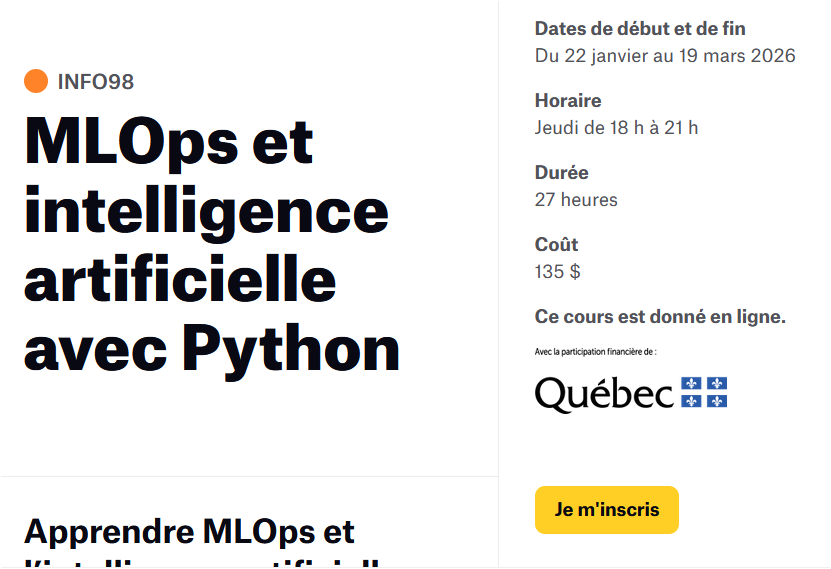 INFO98
MLOps et
intelligence
artificielle
avec Python
Apprendre MLOps et
l'intelligence artificielle
Dates de début et de fin
Du 22 janvier au 19 mars 2026
Horaire
Jeudi de 18 h à 21 h
Durée
27 heures
Coût
135 $
Ce cours est donné en ligne.
Avec la participation financière de :
Québec
Je m'inscris